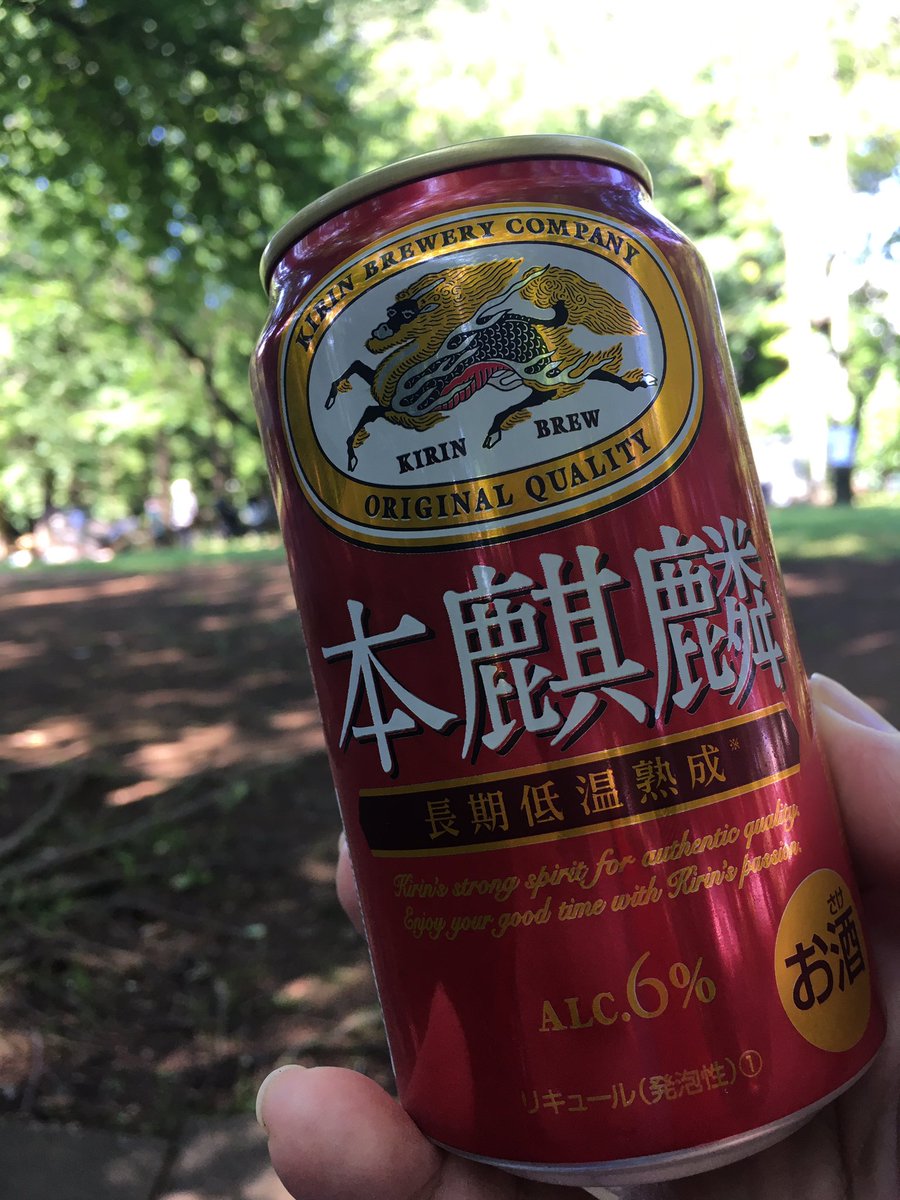 KIRIN BREWERY COMPANY
KIRIN BREW
ORIGINAL QUALITY
本麒麟
長期低温熟成※
Kirin's strong spirit for authentic quality.
Enjoy your good time with Kirin's passion.
ALC.6%
さけ
お酒
リキュール(発泡性)①